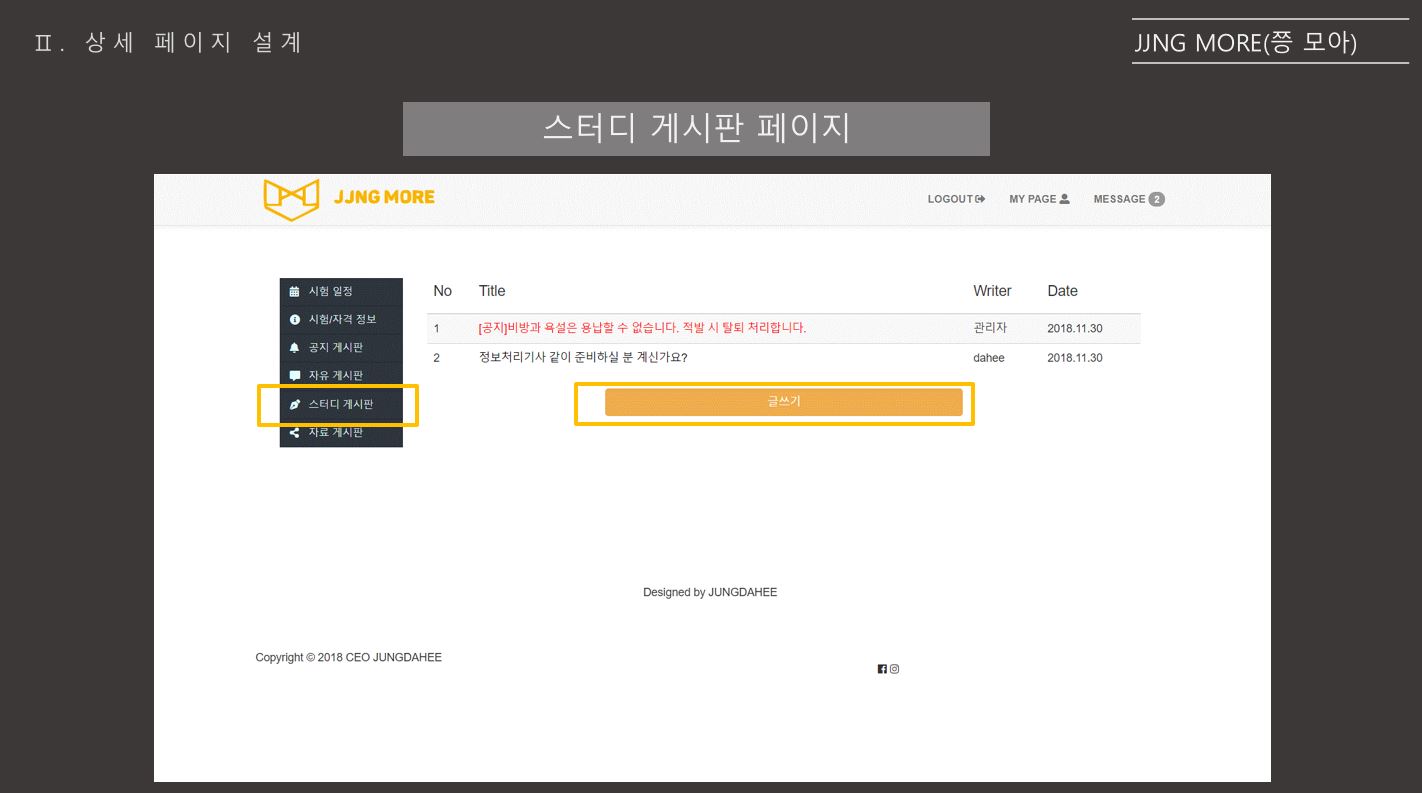 Ⅱ. 상세 페이지 설계
JJNG MORE(쯩 모아)
스터디 게시판 페이지
JJNG MORE
LOGOUT
MY PAGE
MESSAGE 2
시험 일정
시험/자격 정보
공지 게시판
자유 게시판
스터디 게시판
자료 게시판
No Title Writer Date
1 [공지]비방과 욕설은 용납할 수 없습니다. 적발 시 탈퇴 처리합니다. 관리자 2018.11.30
2 정보처리기사 같이 준비하실 분 계신가요? dahee 2018.11.30
글쓰기
Designed by JUNGDAHEE
Copyright © 2018 CEO JUNGDAHEE